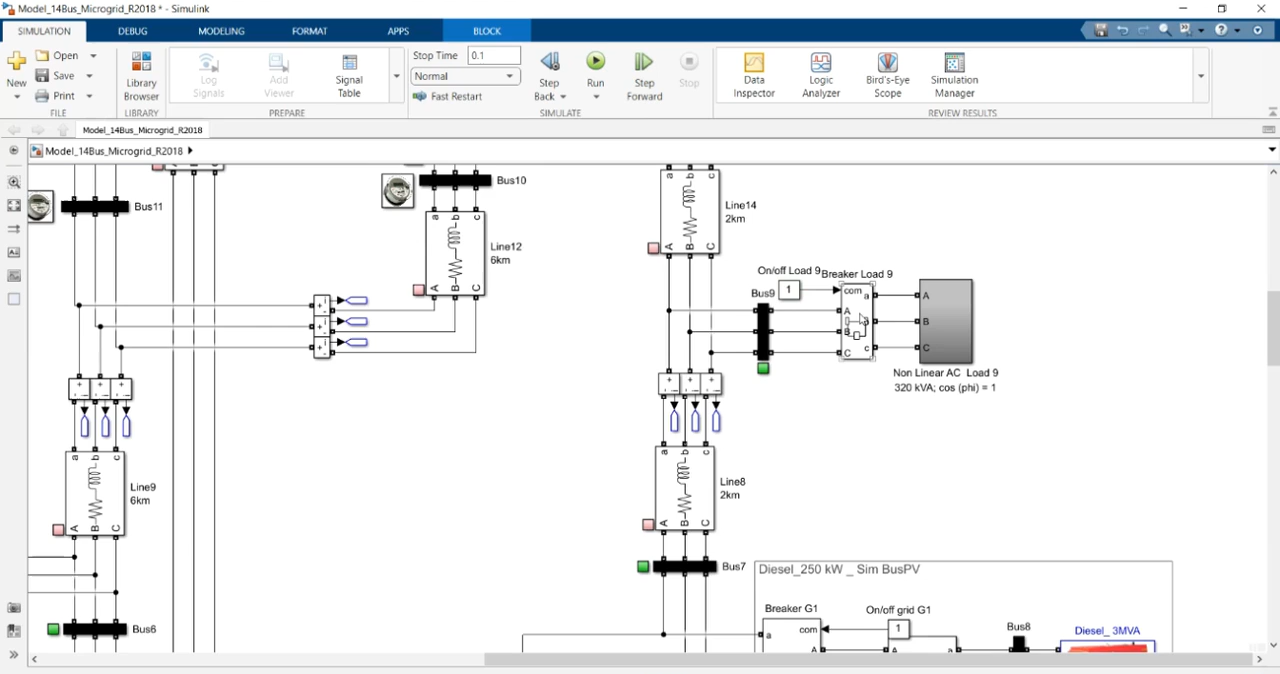 Model_14Bus_Microgrid_R2018 * - Simulink
SIMULATION DEBUG MODELING FORMAT APPS BLOCK
New
Open
Save
Print
FILE
Library
Browser
LIBRARY
Log
Signals
Add
Viewer
Signal
Table
PREPARE
Stop Time 0.1
Normal
Fast Restart
Step
Back
Run
Step
Forward
Stop
SIMULATE
Data
Inspector
Logic
Analyzer
Bird's-Eye
Scope
Simulation
Manager
REVIEW RESULTS
Model_14Bus_Microgrid_R2018
Model_14Bus_Microgrid_R2018
Bus11
Bus10
a b c
Line12
6km
A B C
a b c
Line14
2km
A B C
On/off Load 9
1
Breaker Load 9
com
a
A
B
c
C
Bus9
A
B
C
Non Linear AC Load 9
320 kVA; cos (phi) = 1
a b c
Line9
6km
A B C
a b c
Line8
2km
A B C
Bus7
Bus6
Diesel_250 kW _ Sim BusPV
Breaker G1
com
a
A
On/off grid G1
1
A
a
Bus8
Diesel_ 3MVA